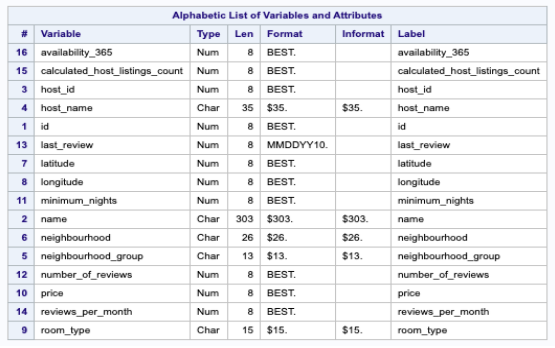 Alphabetic List of Variables and Attributes
# Variable Type Len Format Informat Label
16 availability_365 Num 8 BEST. availability_365
15 calculated_host_listings_count Num 8 BEST. calculated_host_listings_count
3 host_id Num 8 BEST. host_id
4 host_name Char 35 $35. $35. host_name
1 id Num 8 BEST. id
13 last_review Num 8 MMDDYY10. last_review
7 latitude Num 8 BEST. latitude
8 longitude Num 8 BEST. longitude
11 minimum_nights Num 8 BEST. minimum_nights
2 name Char 303 $303. $303. name
6 neighbourhood Char 26 $26. $26. neighbourhood
5 neighbourhood_group Char 13 $13. $13. neighbourhood_group
12 number_of_reviews Num 8 BEST. number_of_reviews
10 price Num 8 BEST. price
14 reviews_per_month Num 8 BEST. reviews_per_month
9 room_type Char 15 $15. $15. room_type